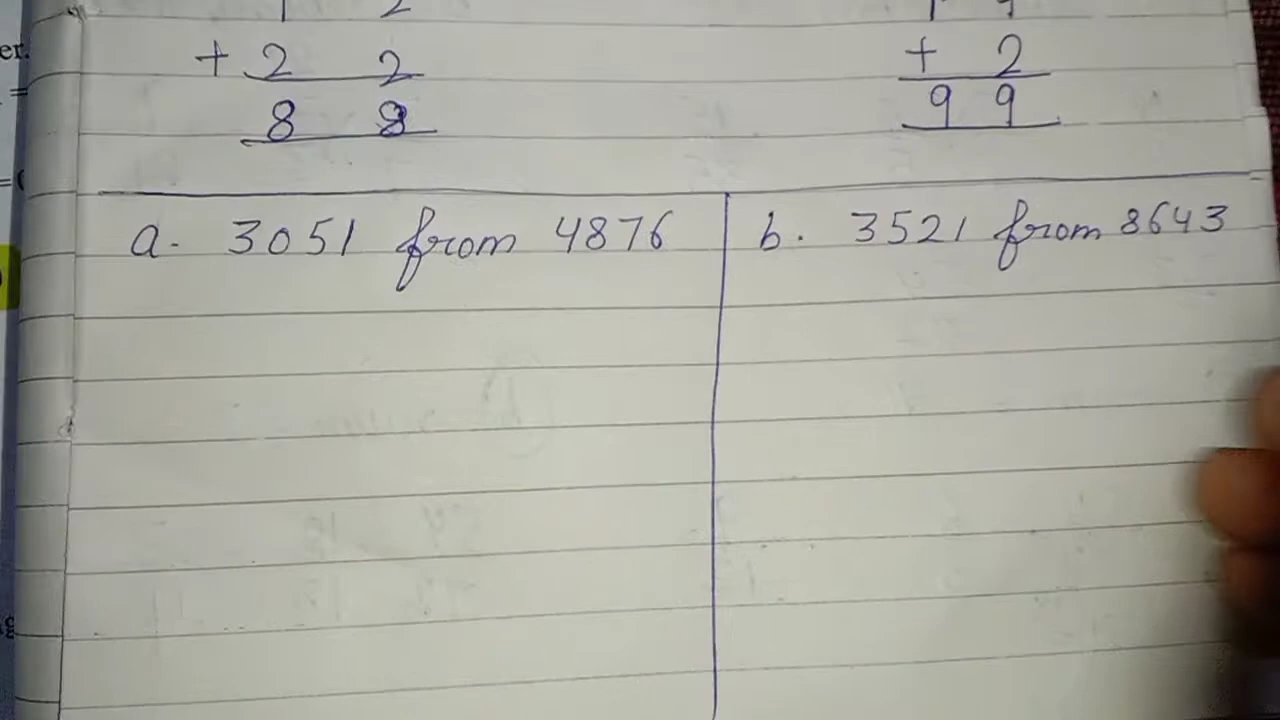 + 2 2
8 8
+ 2
9 9
a. 3051 from 4876
b. 3521 from 8643